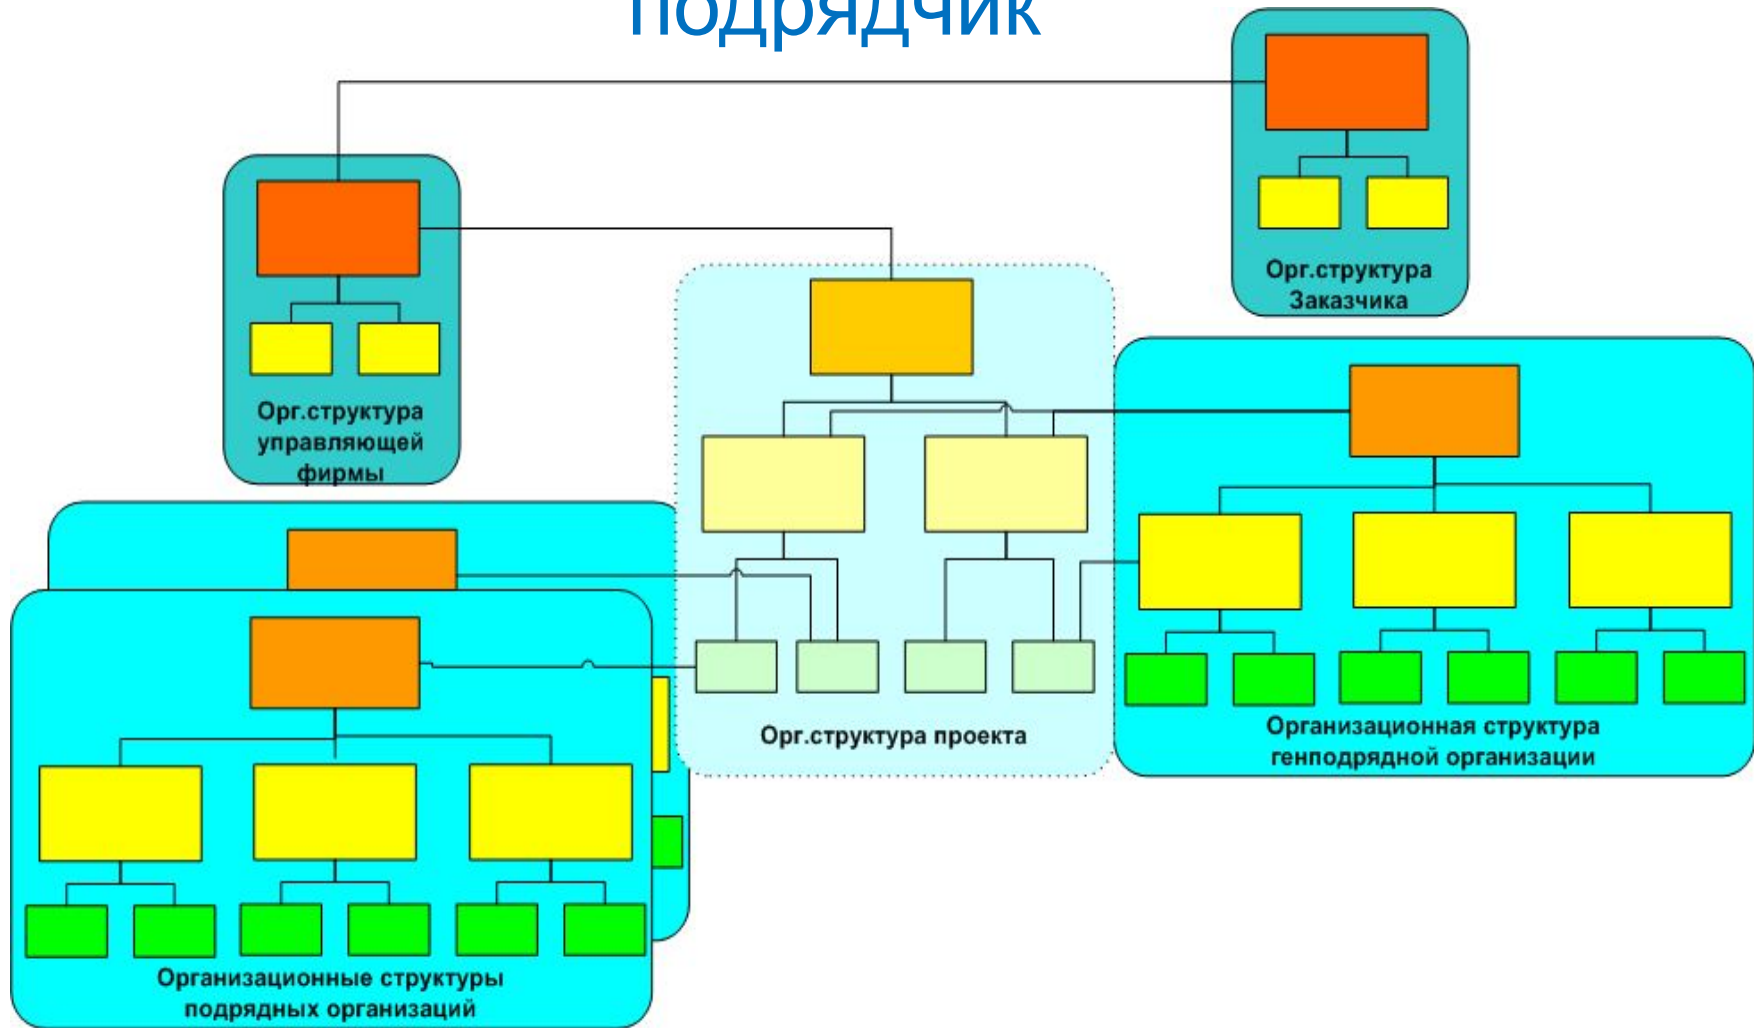 подрядчик
Орг.структура
Заказчика
Орг.структура
управляющей
фирмы
Орг.структура проекта
Организационная структура
генподрядной организации
Организационные структуры
подрядных организаций